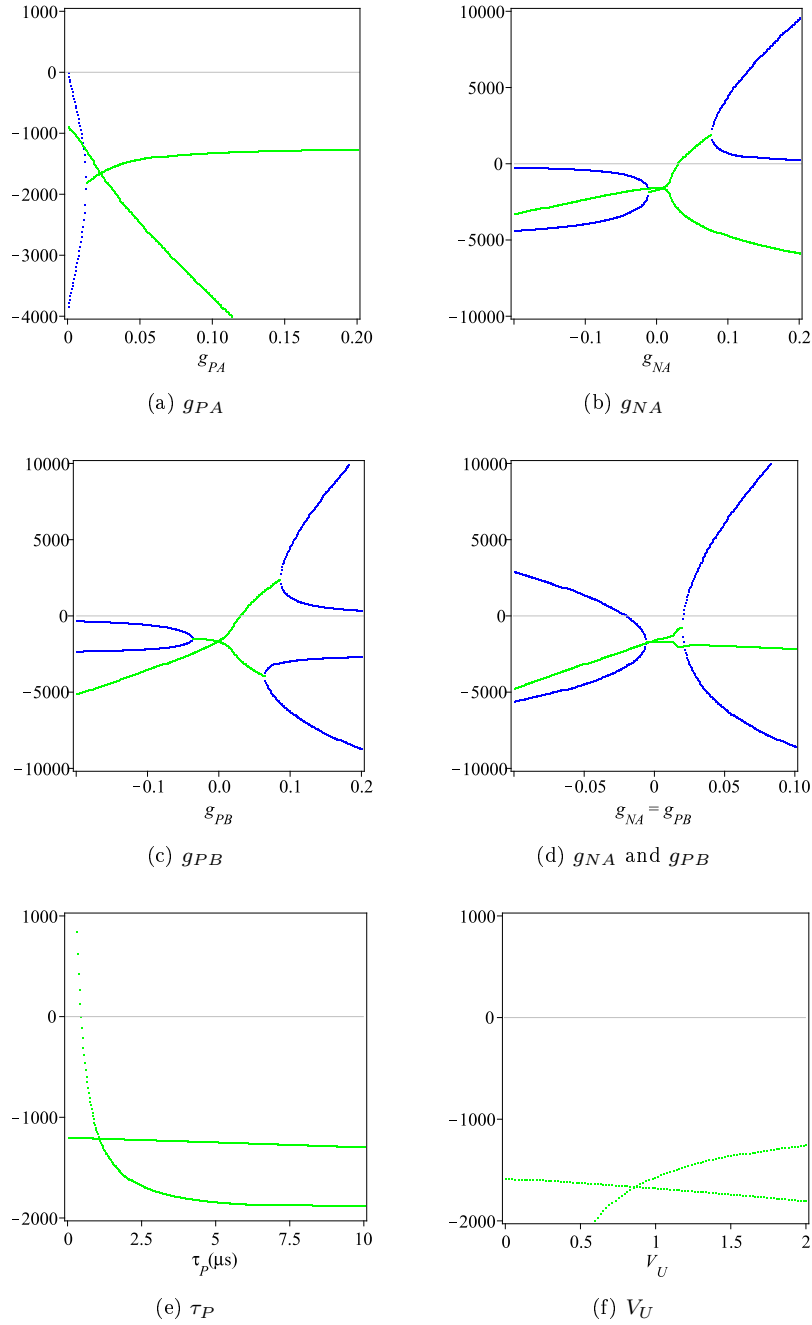 1000
0
−1000
−2000
−3000
−4000
0 0.05 0.10 0.15 0.20
g_PA
(a) g_PA
10000
5000
0
−5000
−10000
−0.1 0.0 0.1 0.2
g_NA
(b) g_NA
10000
5000
0
−5000
−10000
−0.1 0.0 0.1 0.2
g_PB
(c) g_PB
10000
5000
0
−5000
−10000
−0.05 0 0.05 0.10
g_NA = g_PB
(d) g_NA and g_PB
1000
0
−1000
−2000
0 2.5 5 7.5 10
τ_P(μs)
(e) τ_P
1000
0
−1000
−2000
0 0.5 1 1.5 2
V_U
(f) V_U